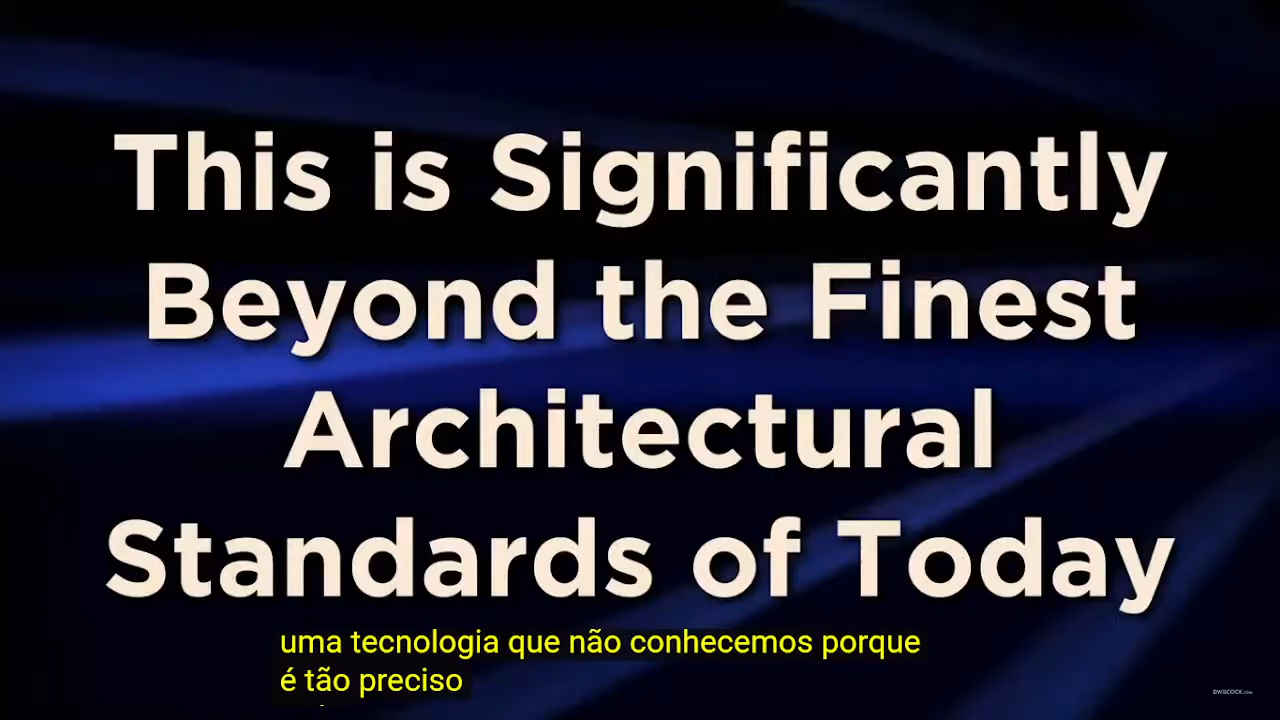 This is Significantly
Beyond the Finest
Architectural
Standards of Today
uma tecnologia que não conhecemos porque
é tão preciso